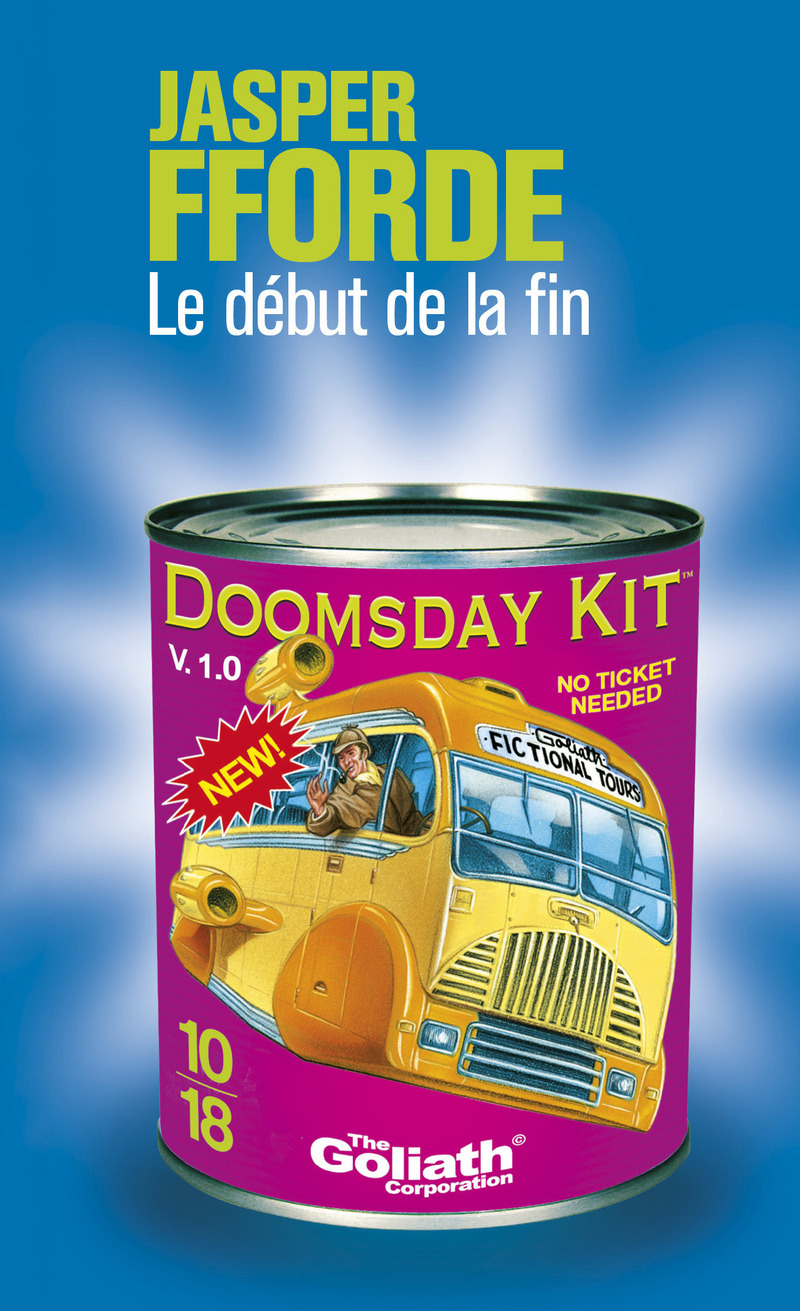 JASPER
FFORDE
Le début de la fin
DOOMSDAY KIT™
V. 1.0
NO TICKET
NEEDED
NEW!
Goliath
FICTIONAL TOURS
10
18
The
Goliath©
Corporation